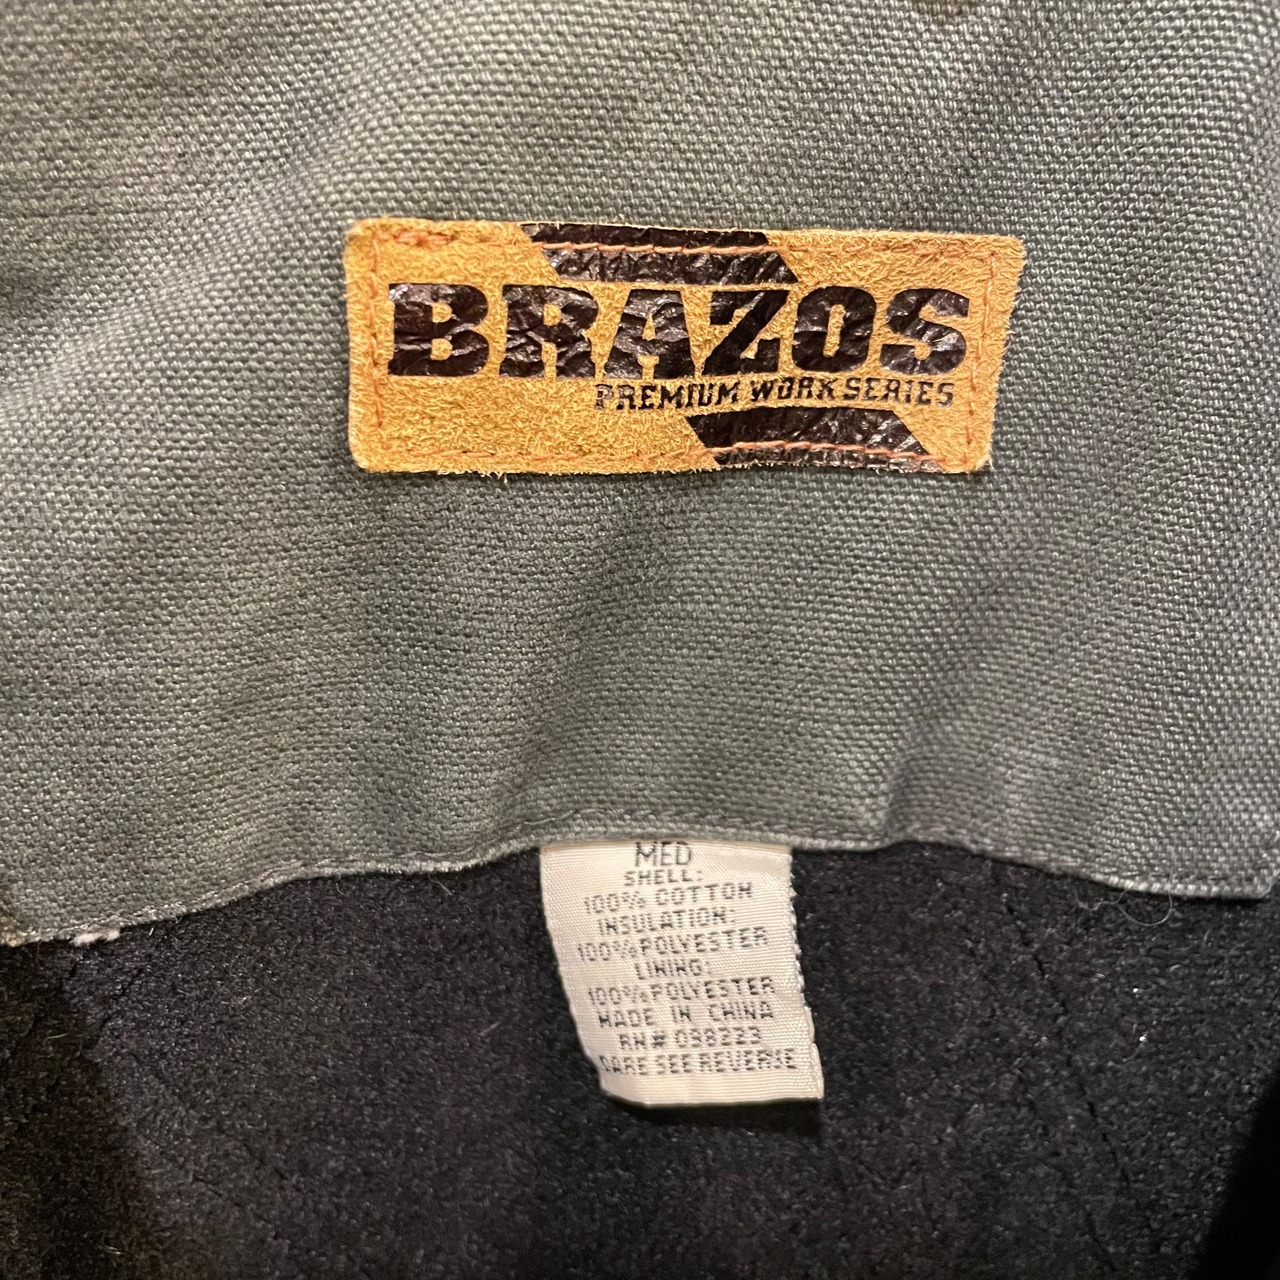 BRAZOS
PREMIUM WORK SERIES
MED
SHELL:
100% COTTON
INSULATION:
100% POLYESTER
LINING:
100% POLYESTER
MADE IN CHINA
RN# 098223
CARE SEE REVERSE